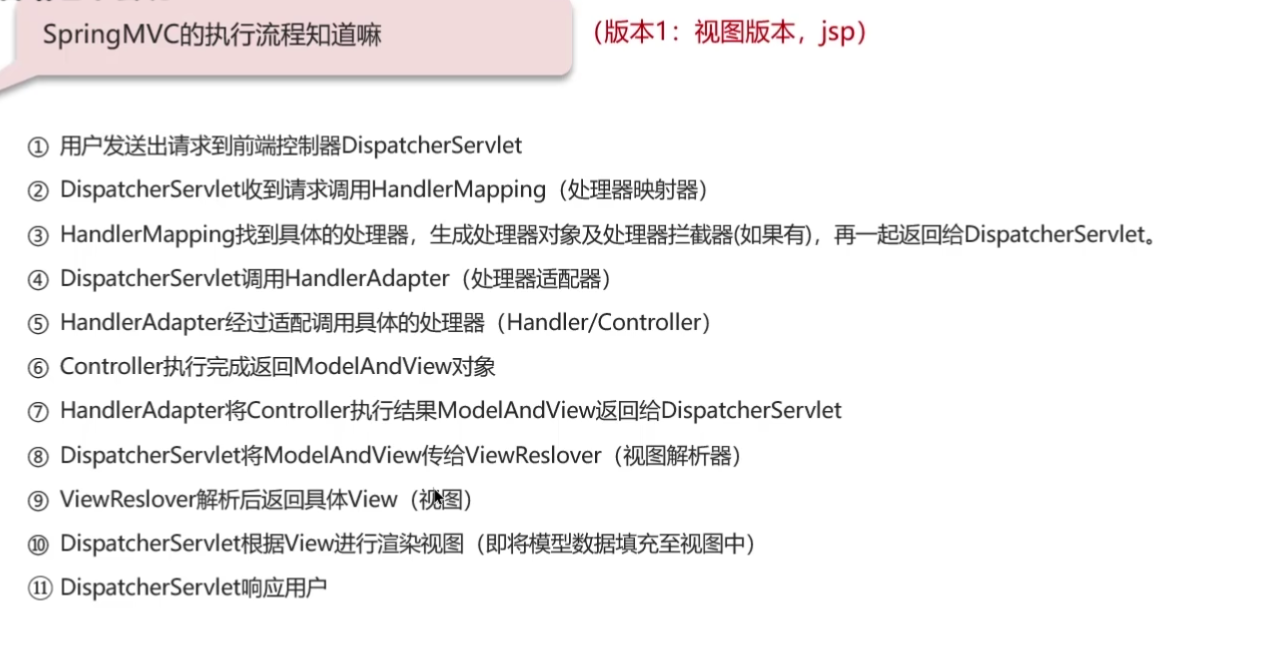 SpringMVC的执行流程知道嘛
（版本1：视图版本，jsp）
① 用户发送出请求到前端控制器DispatcherServlet
② DispatcherServlet收到请求调用HandlerMapping（处理器映射器）
③ HandlerMapping找到具体的处理器，生成处理器对象及处理器拦截器(如果有)，再一起返回给DispatcherServlet。
④ DispatcherServlet调用HandlerAdapter（处理器适配器）
⑤ HandlerAdapter经过适配调用具体的处理器（Handler/Controller）
⑥ Controller执行完成返回ModelAndView对象
⑦ HandlerAdapter将Controller执行结果ModelAndView返回给DispatcherServlet
⑧ DispatcherServlet将ModelAndView传给ViewReslover（视图解析器）
⑨ ViewReslover解析后返回具体View（视图）
⑩ DispatcherServlet根据View进行渲染视图（即将模型数据填充至视图中）
⑪ DispatcherServlet响应用户